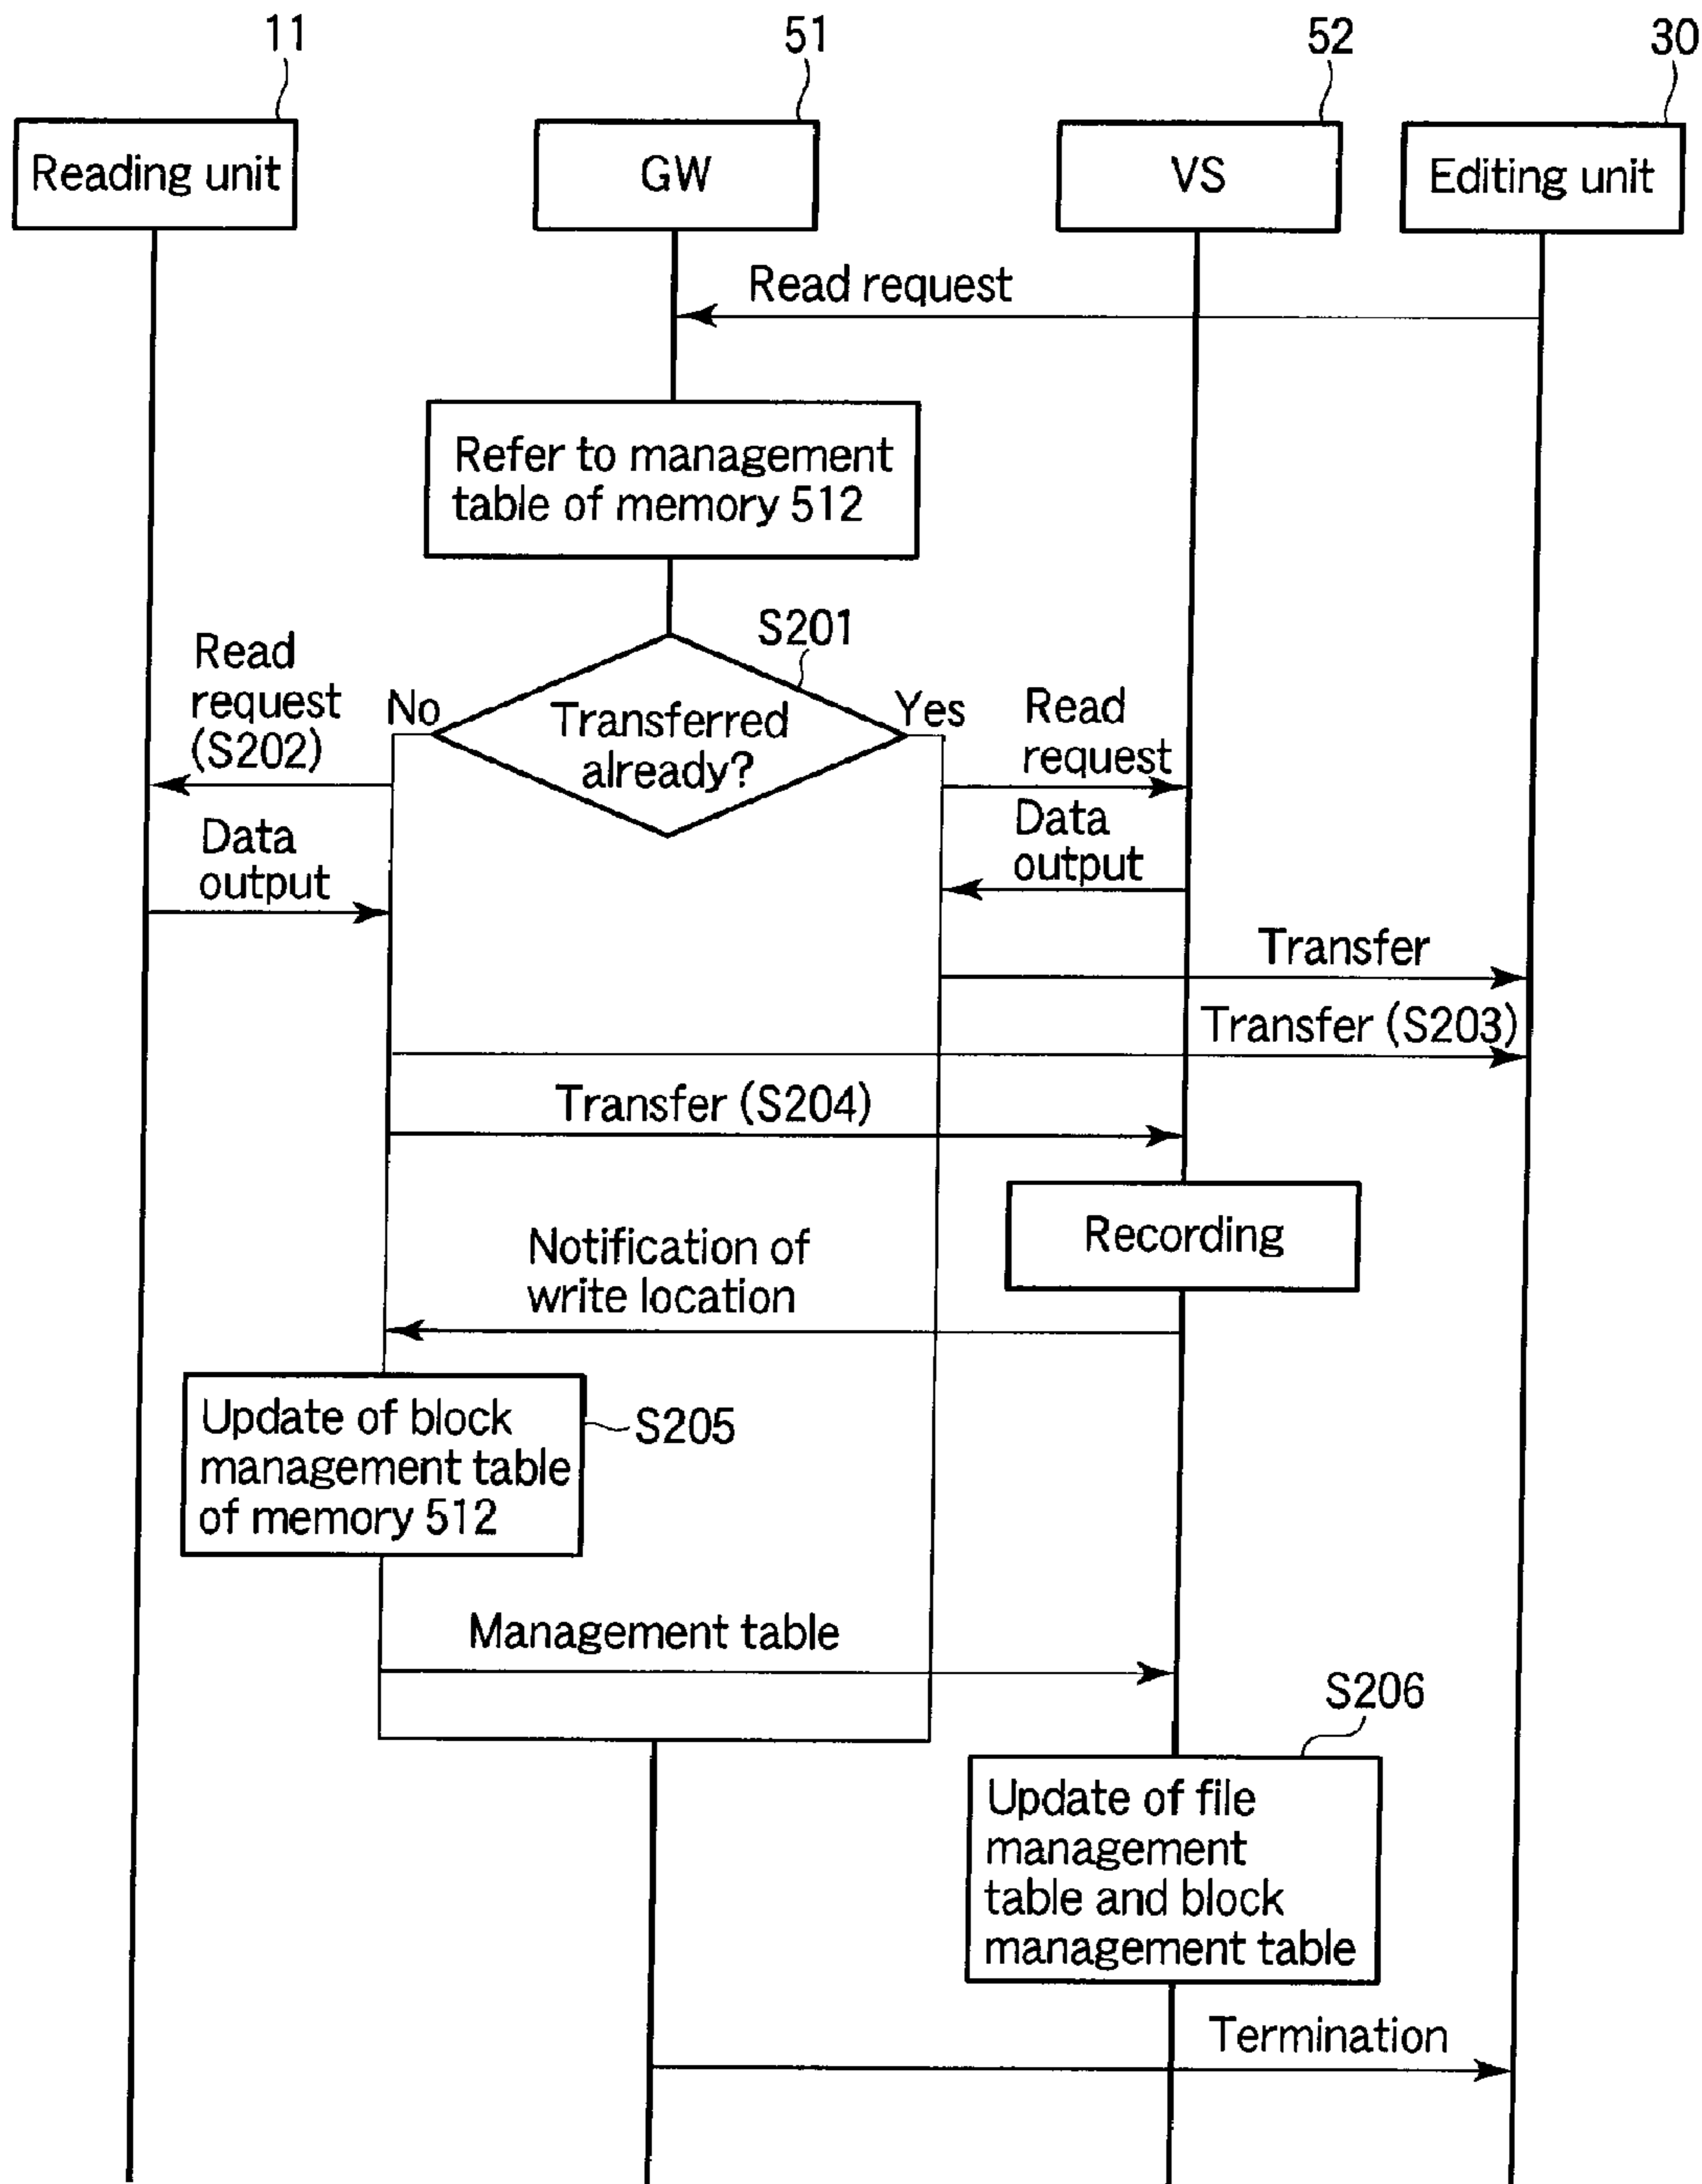 11
51
52
30
Reading unit
GW
VS
Editing unit
Read request
Refer to management
table of memory 512
S201
Read
request
(S202)
No
Transferred
already?
Yes
Read
request
Data
output
Data
output
Transfer
Transfer (S203)
Transfer (S204)
Recording
Notification of
write location
Update of block
management table
of memory 512
S205
Management table
S206
Update of file
management
table and block
management table
Termination